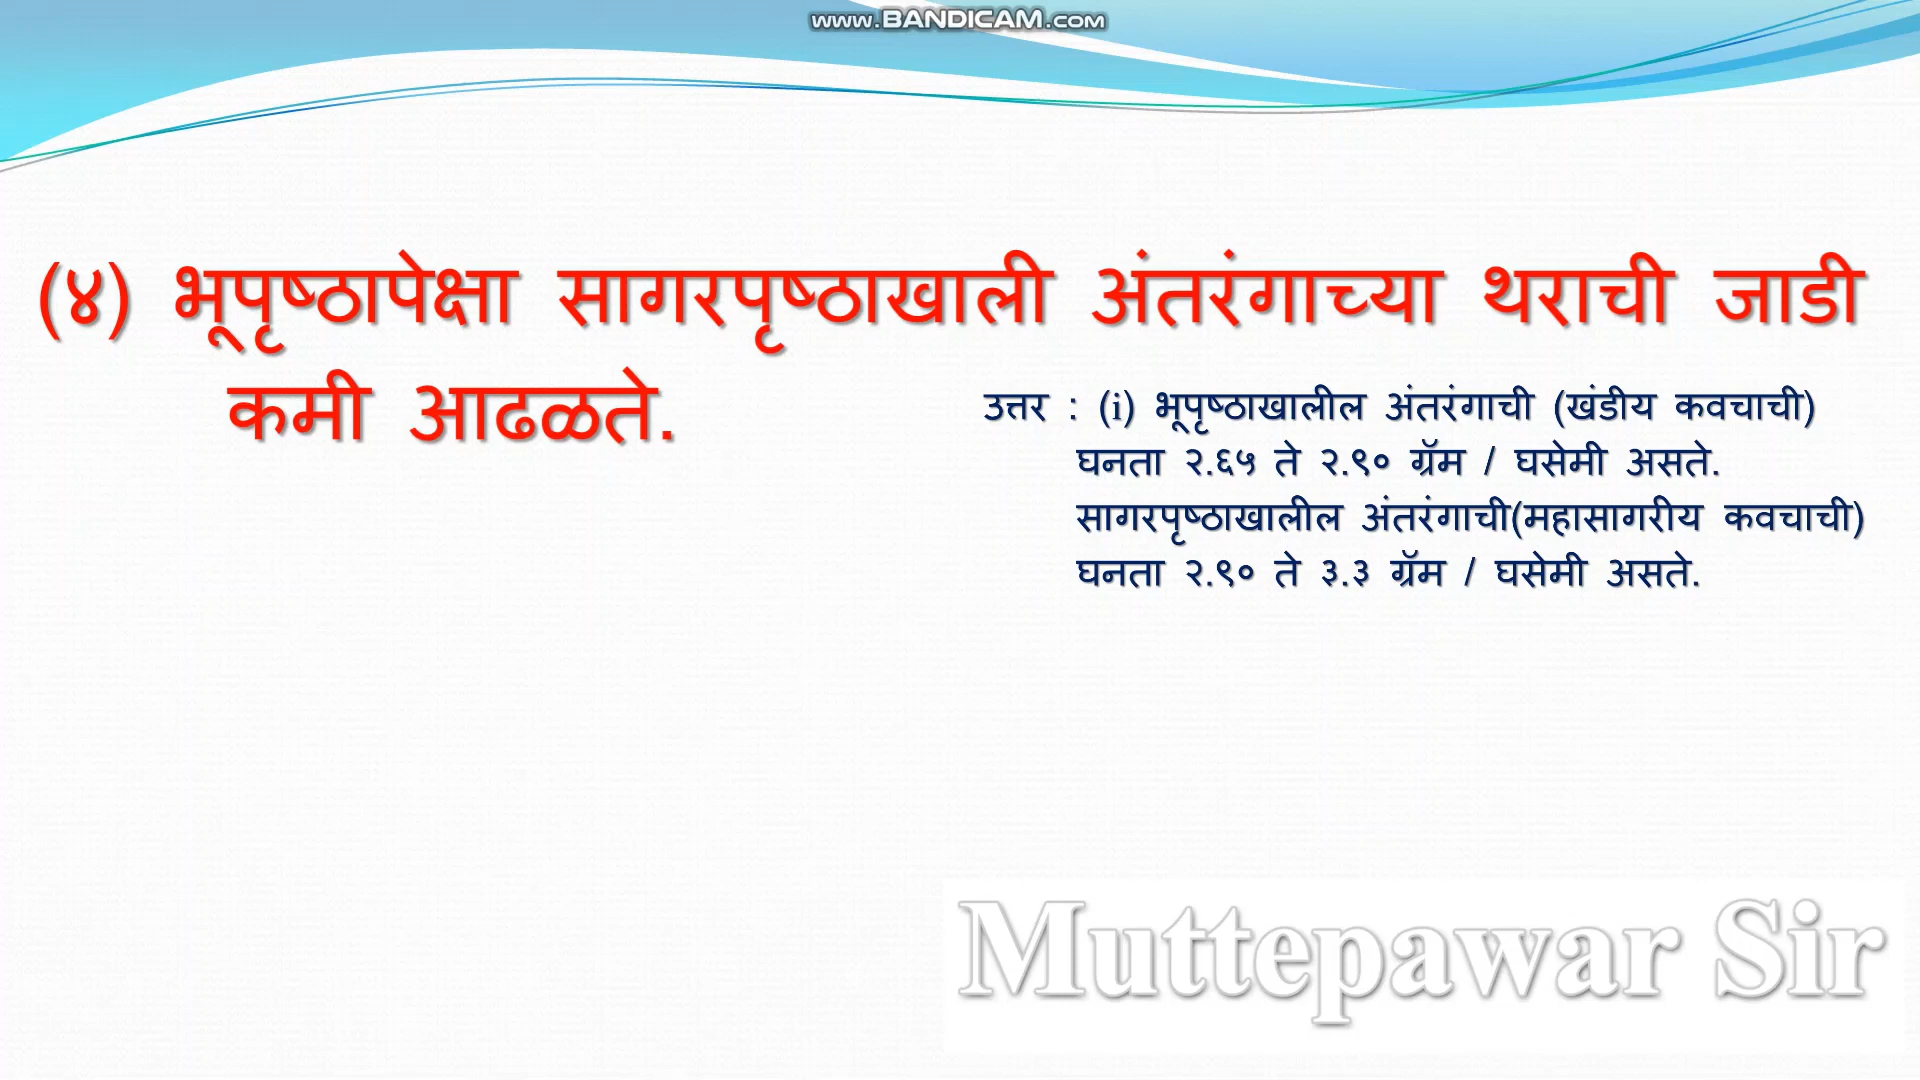 www.BANDICAM.com
(४) भूपृष्ठापेक्षा सागरपृष्ठाखाली अंतरंगाच्या थराची जाडी
कमी आढळते.
उत्तर : (i) भूपृष्ठाखालील अंतरंगाची (खंडीय कवचाची)
घनता २.६५ ते २.९० ग्रॅम / घसेमी असते.
सागरपृष्ठाखालील अंतरंगाची(महासागरीय कवचाची)
घनता २.९० ते ३.३ ग्रॅम / घसेमी असते.
Muttepawar Sir